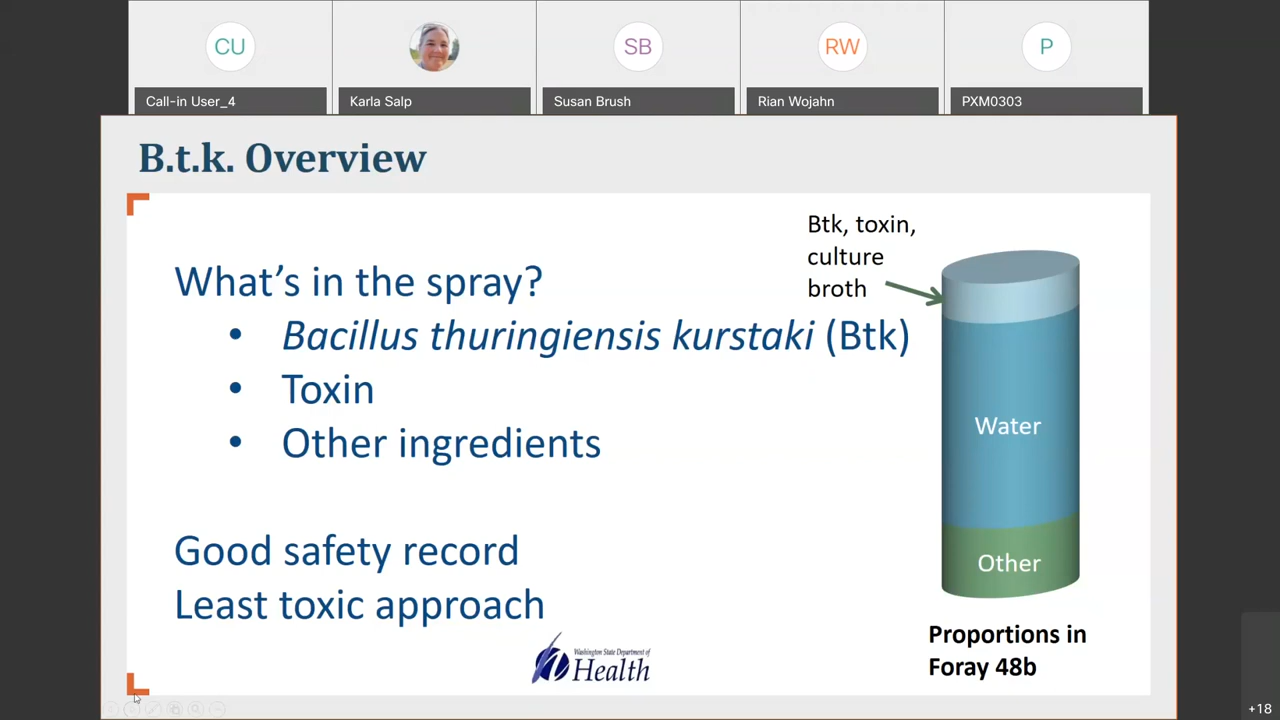 CU
SB
RW
P
Call-in User_4
Karla Salp
Susan Brush
Rian Wojahn
PXM0303
B.t.k. Overview
What's in the spray?
• Bacillus thuringiensis kurstaki (Btk)
• Toxin
• Other ingredients
Good safety record
Least toxic approach
Btk, toxin,
culture
broth
Water
Other
Proportions in
Foray 48b
Washington State Department of
Health
+18